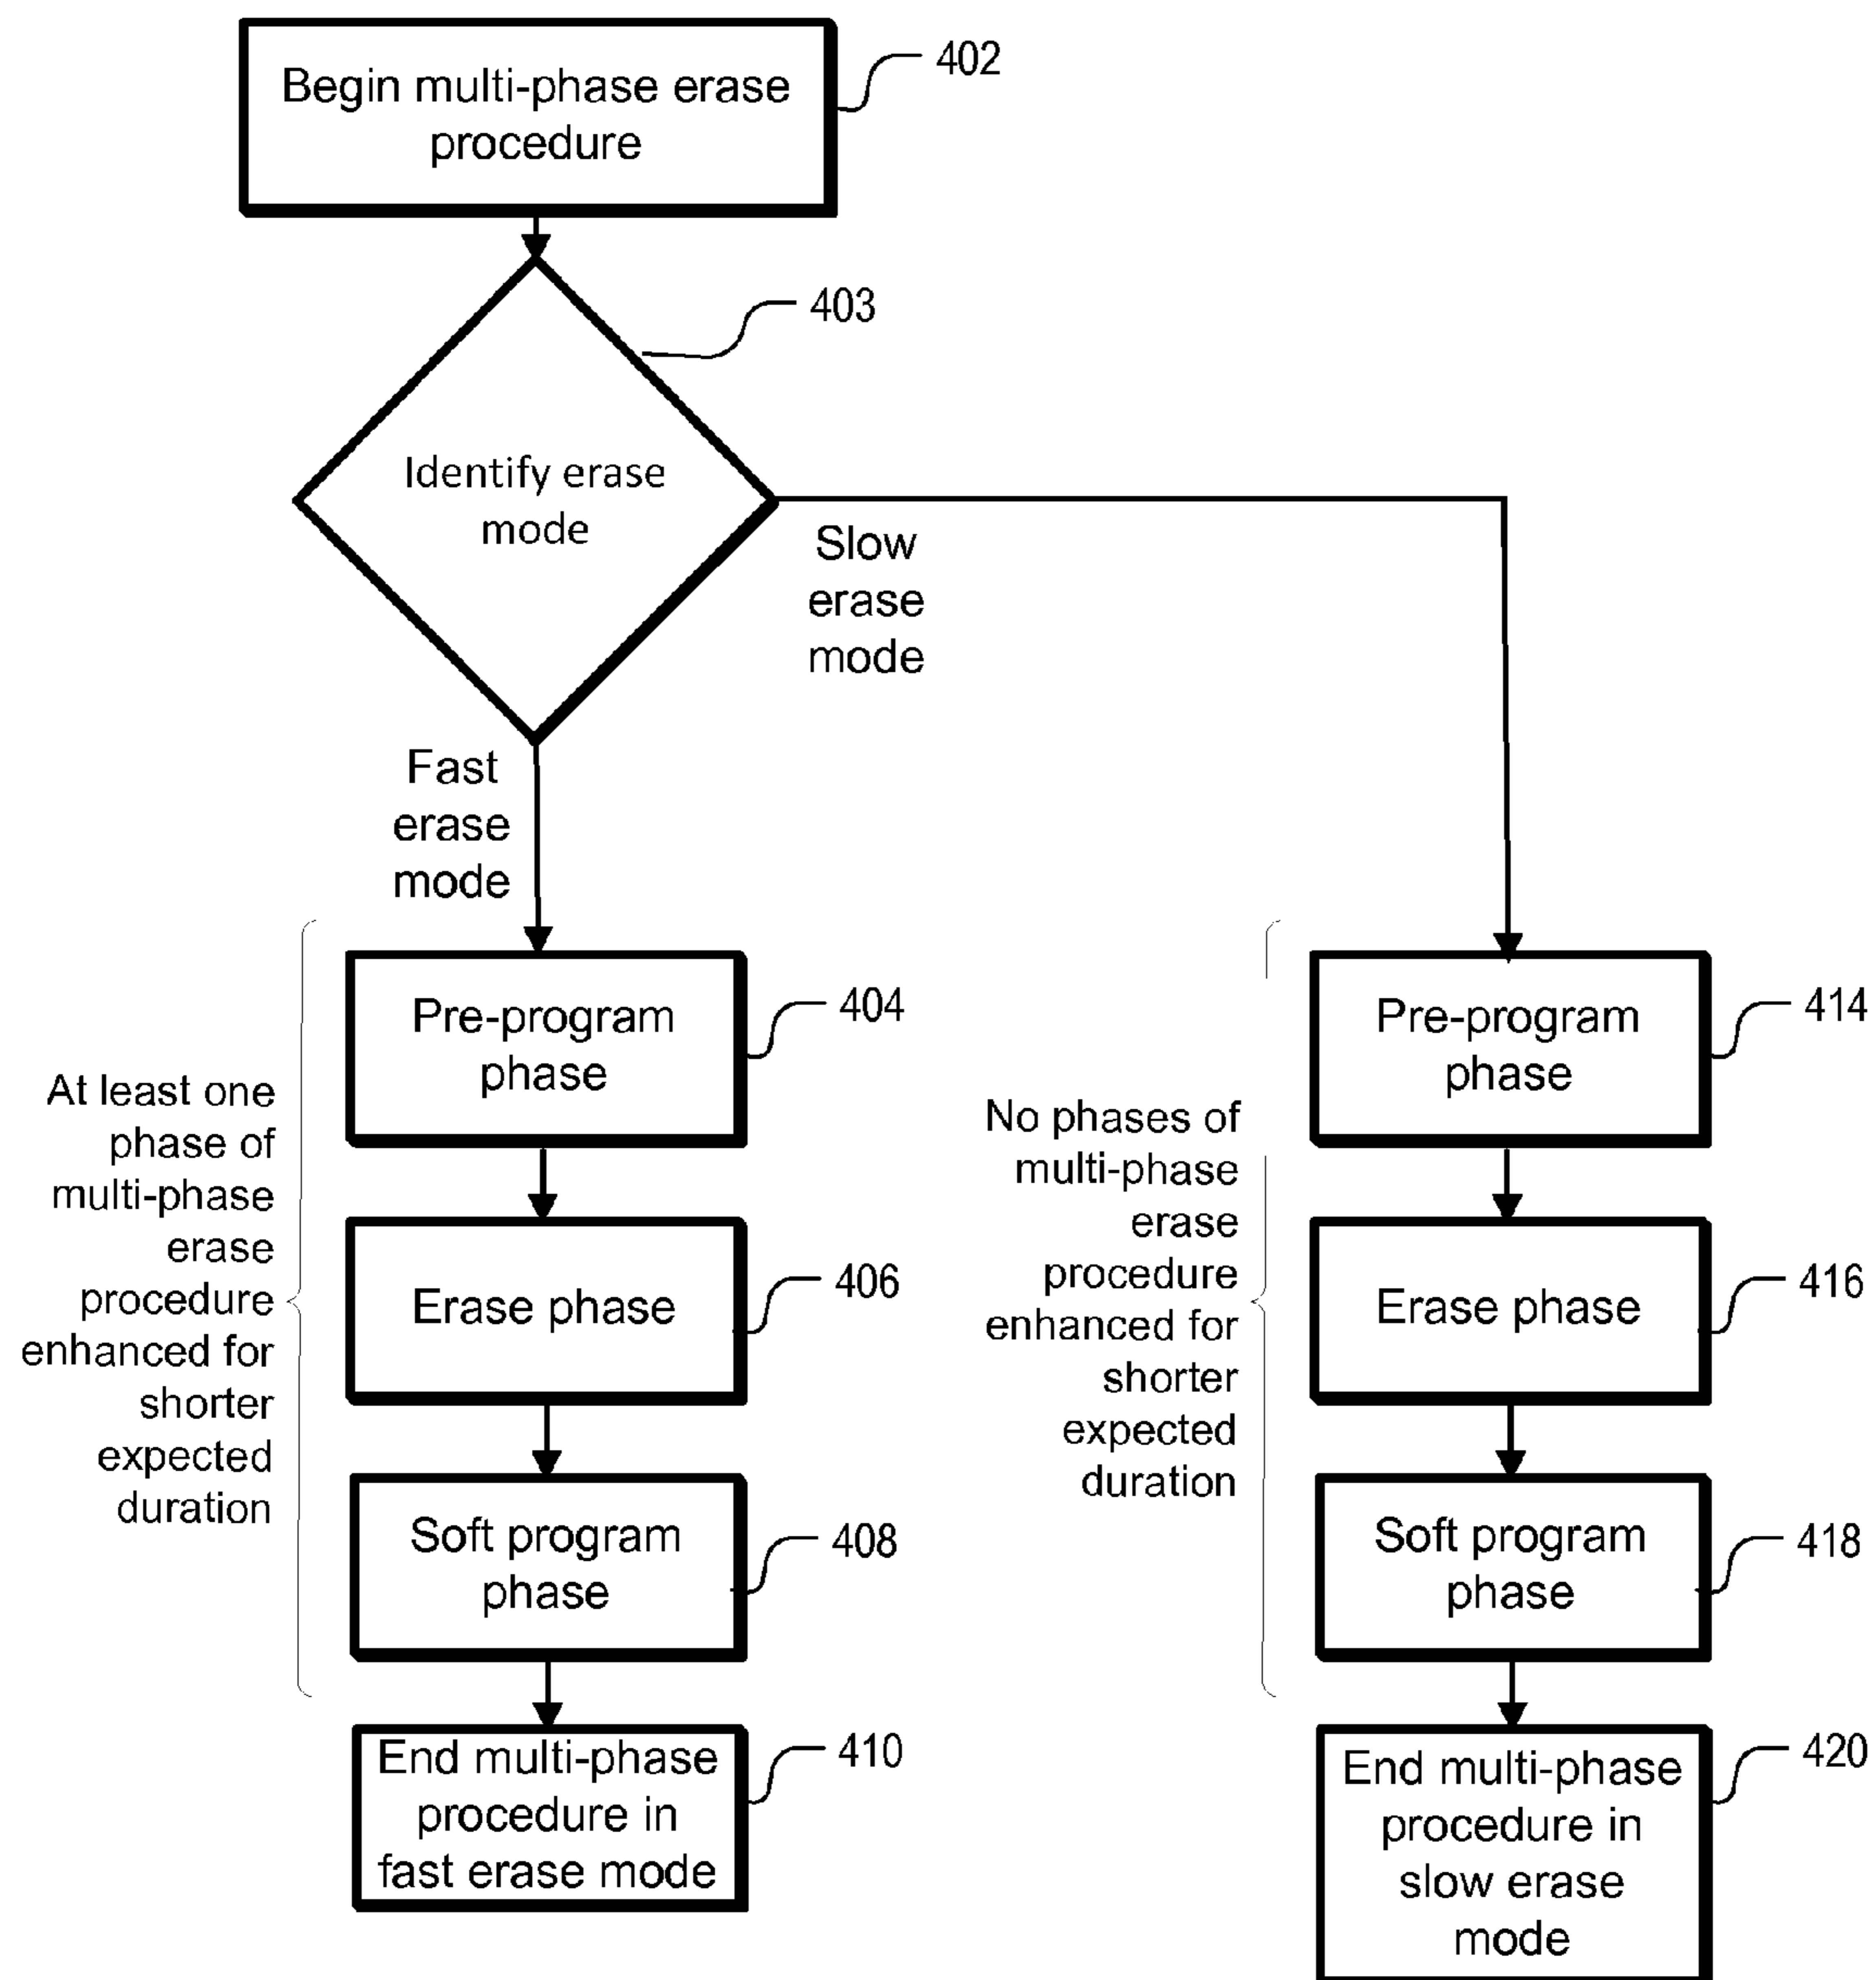 Begin multi-phase erase
procedure
402
403
Identify erase
mode
Slow
erase
mode
Fast
erase
mode
At least one
phase of
multi-phase
erase
procedure
enhanced for
shorter
expected
duration
Pre-program
phase
404
Erase phase
406
Soft program
phase
408
End multi-phase
procedure in
fast erase mode
410
No phases of
multi-phase
erase
procedure
enhanced for
shorter
expected
duration
Pre-program
phase
414
Erase phase
416
Soft program
phase
418
End multi-phase
procedure in
slow erase
mode
420